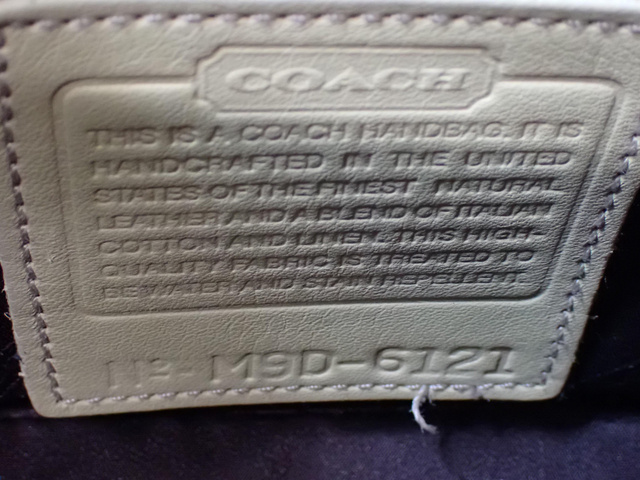 COACH
THIS IS A COACH HANDBAG. IT IS
HANDCRAFTED IN THE UNITED
STATES OF THE FINEST NATURAL
LEATHER AND A BLEND OF ITALIAN
COTTON AND LINEN. THIS HIGH-
QUALITY FABRIC IS TREATED TO
BE WATER AND STAIN REPELLENT
Nº- M9D-6121